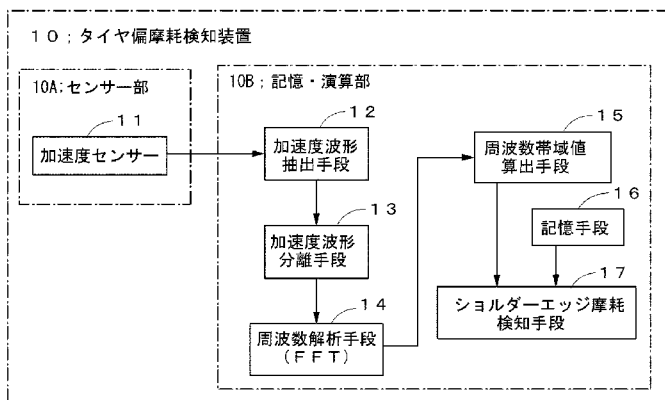 １０；タイヤ偏摩耗検知装置
10A；センサー部
１１
加速度センサー
10B；記憶・演算部
１２
加速度波形
抽出手段
１３
加速度波形
分離手段
１４
周波数解析手段
（ＦＦＴ）
１５
周波数帯域値
算出手段
１６
記憶手段
１７
ショルダーエッジ摩耗
検知手段